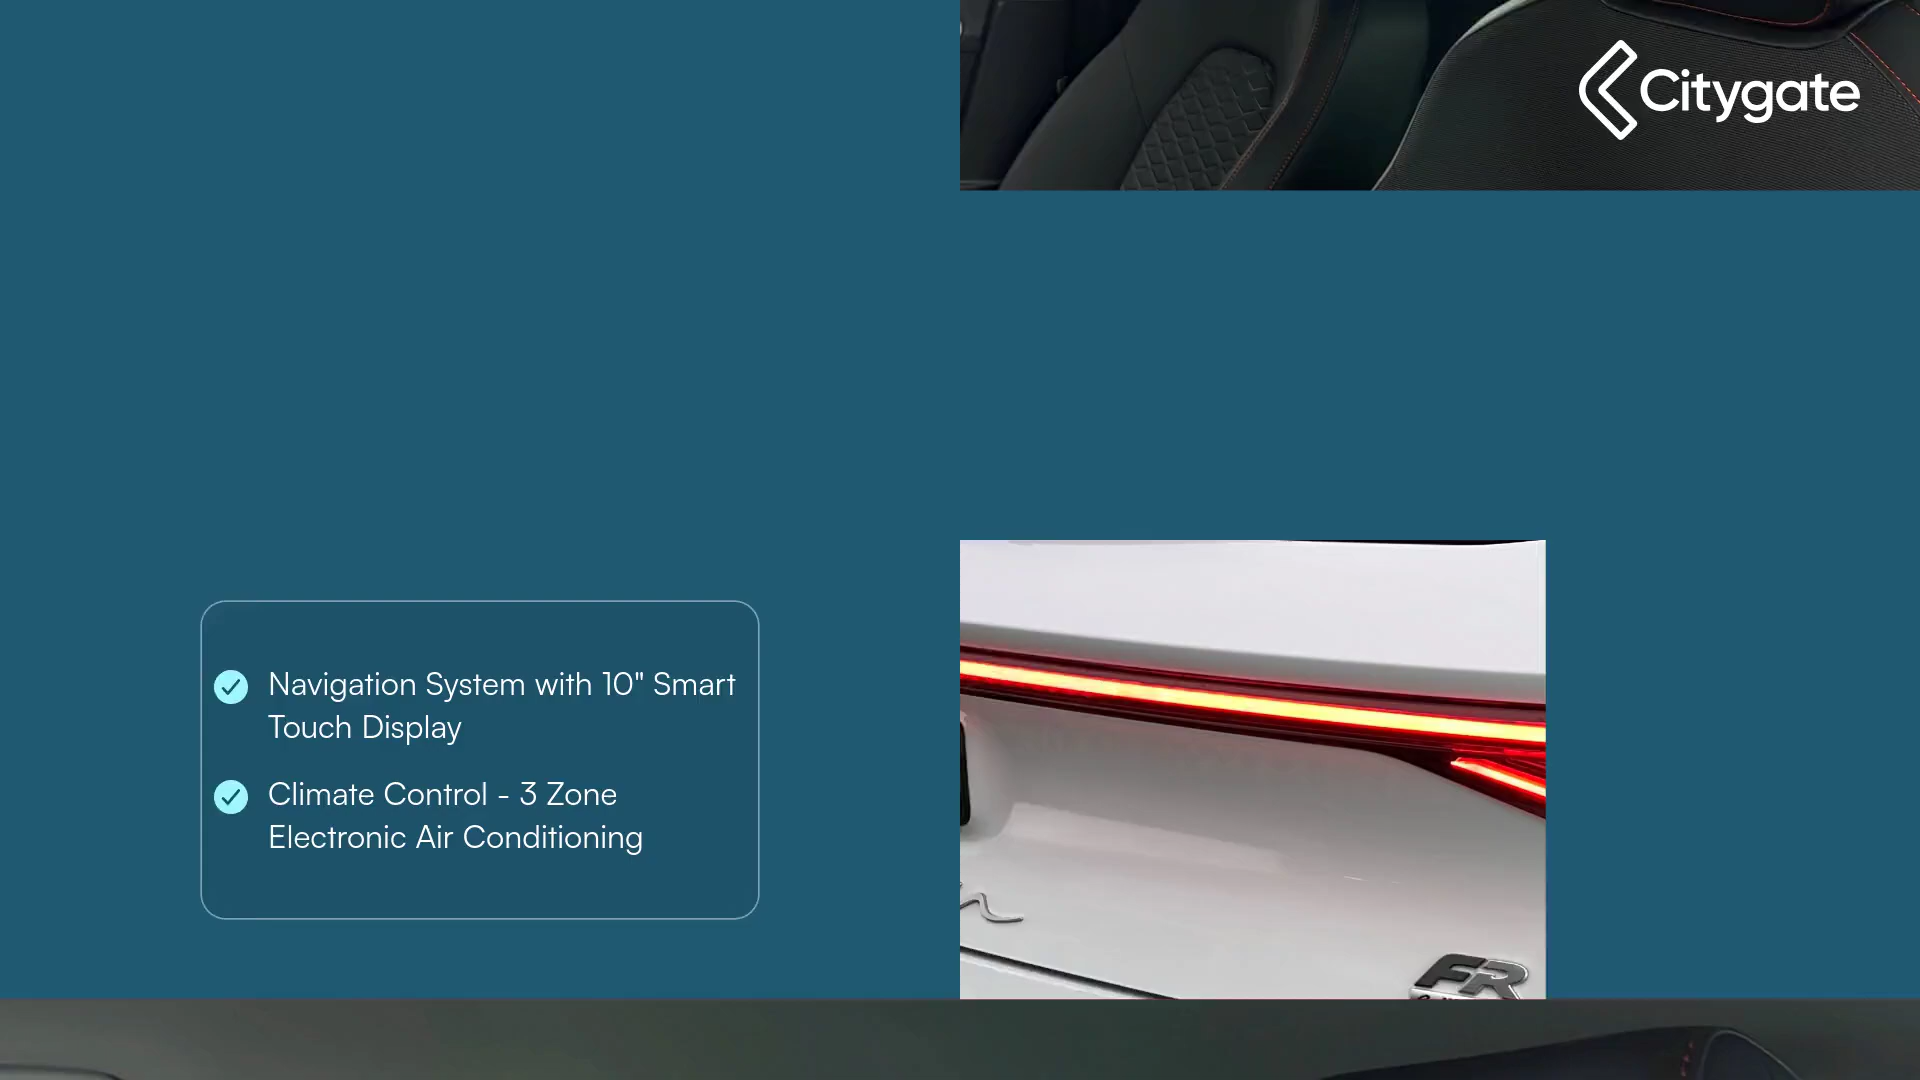 Citygate
Navigation System with 10" Smart
Touch Display
Climate Control - 3 Zone
Electronic Air Conditioning
FR